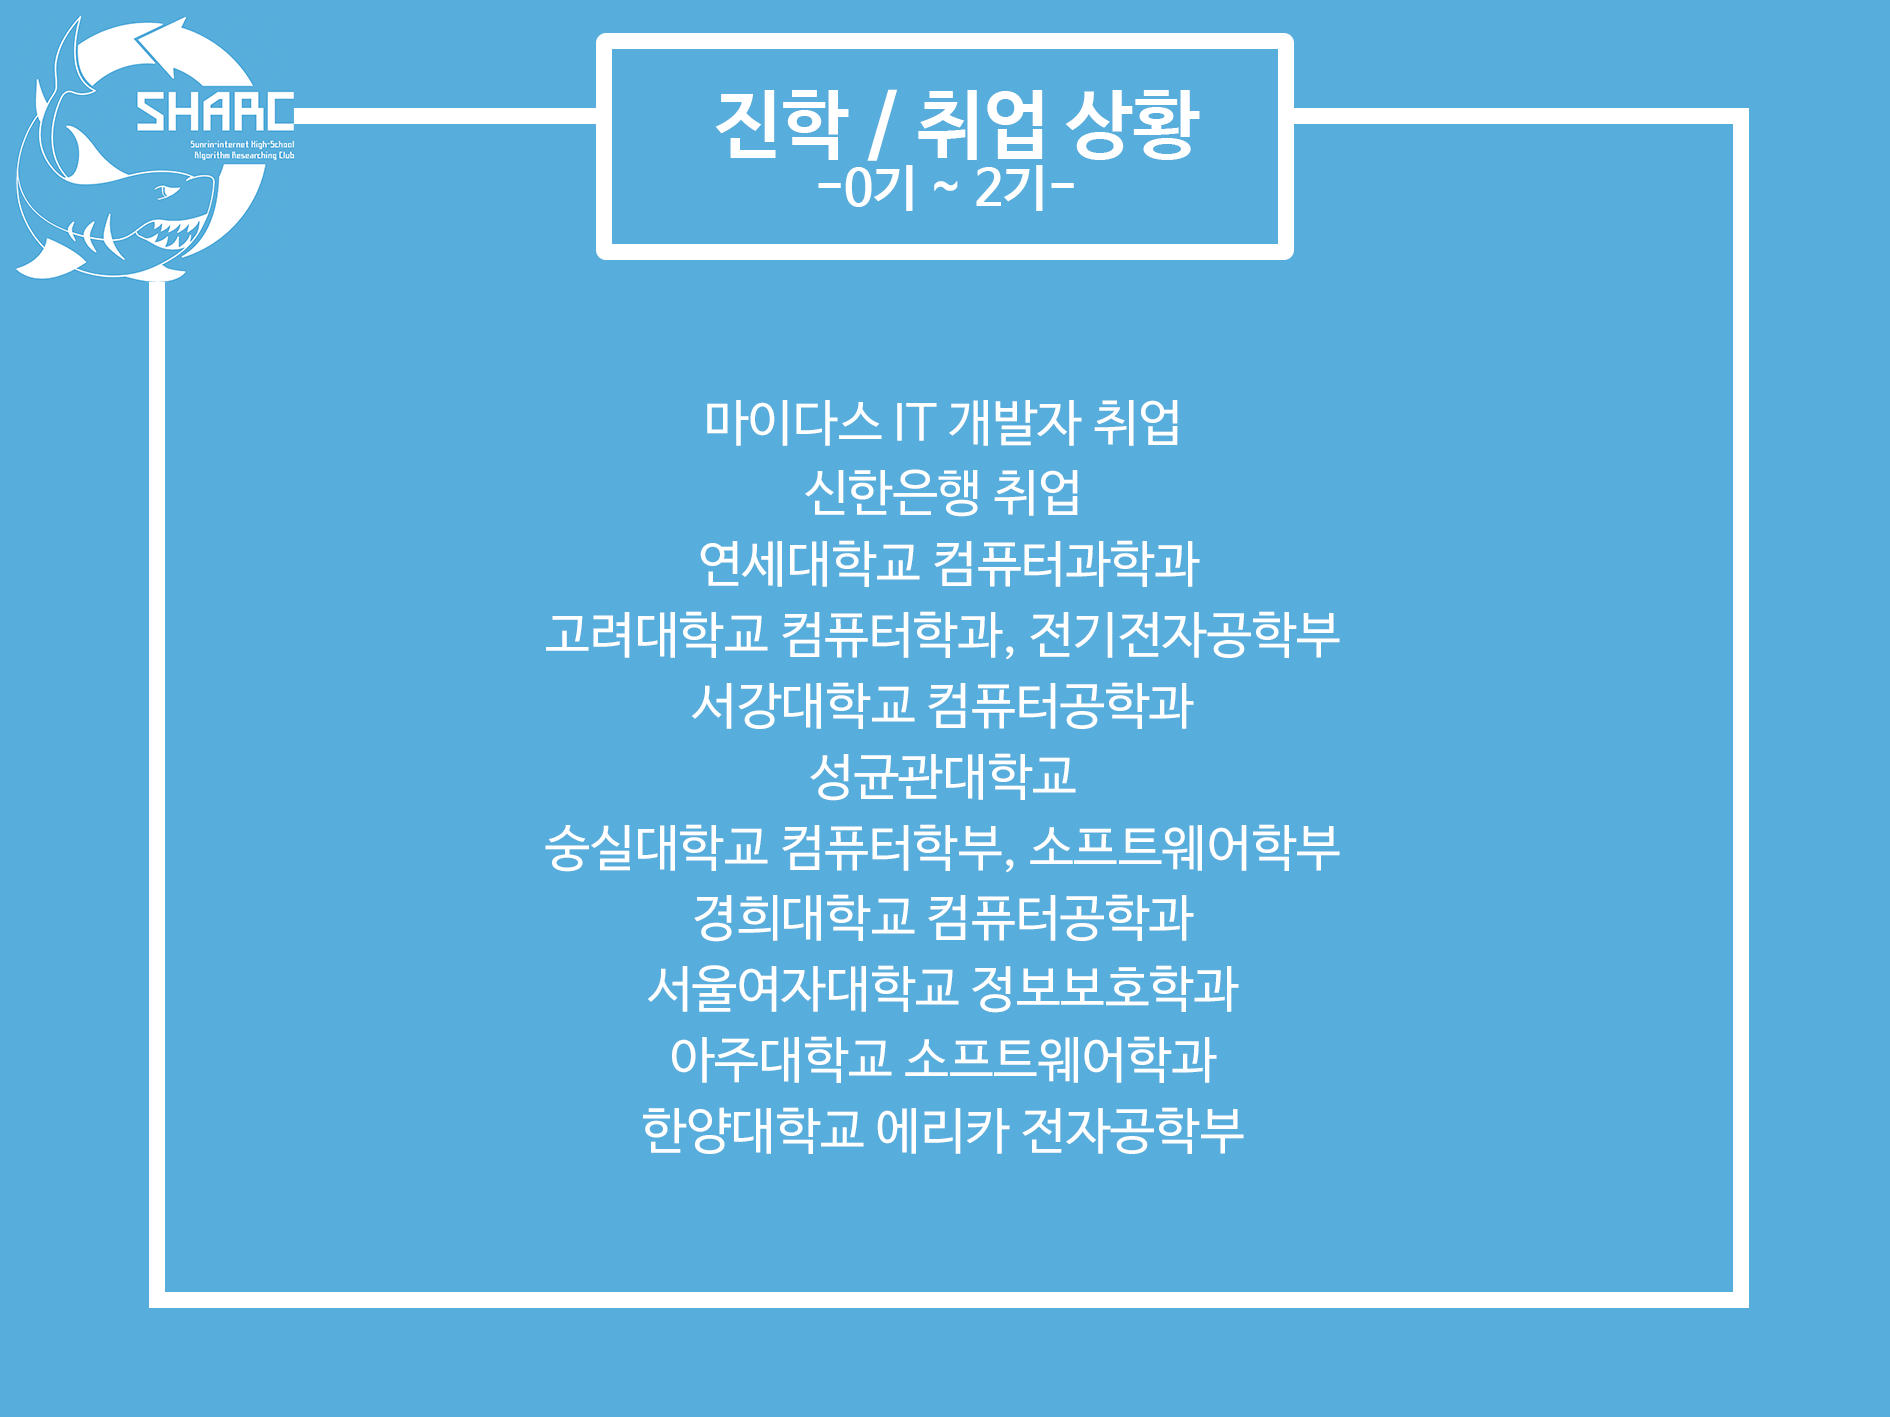 SHARC
Sunrin-internet High-School
Algorithm Researching Club
진학 / 취업 상황
-0기 ~ 2기-
마이다스 IT 개발자 취업
신한은행 취업
연세대학교 컴퓨터과학과
고려대학교 컴퓨터학과, 전기전자공학부
서강대학교 컴퓨터공학과
성균관대학교
숭실대학교 컴퓨터학부, 소프트웨어학부
경희대학교 컴퓨터공학과
서울여자대학교 정보보호학과
아주대학교 소프트웨어학과
한양대학교 에리카 전자공학부